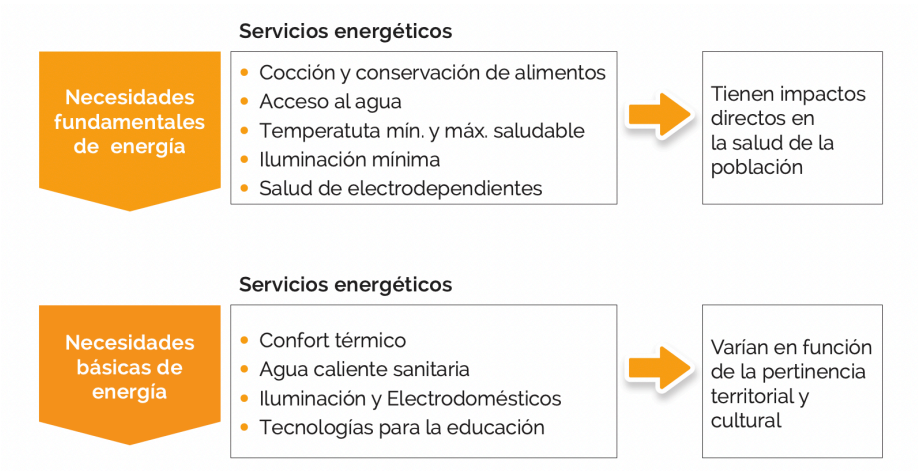 Servicios energéticos
Necesidades
fundamentales
de energía
• Cocción y conservación de alimentos
• Acceso al agua
• Temperatuta mín. y máx. saludable
• Iluminación mínima
• Salud de electrodependientes
Tienen impactos
directos en
la salud de la
población
Servicios energéticos
Necesidades
básicas de
energía
• Confort térmico
• Agua caliente sanitaria
• Iluminación y Electrodomésticos
• Tecnologías para la educación
Varían en función
de la pertinencia
territorial y
cultural